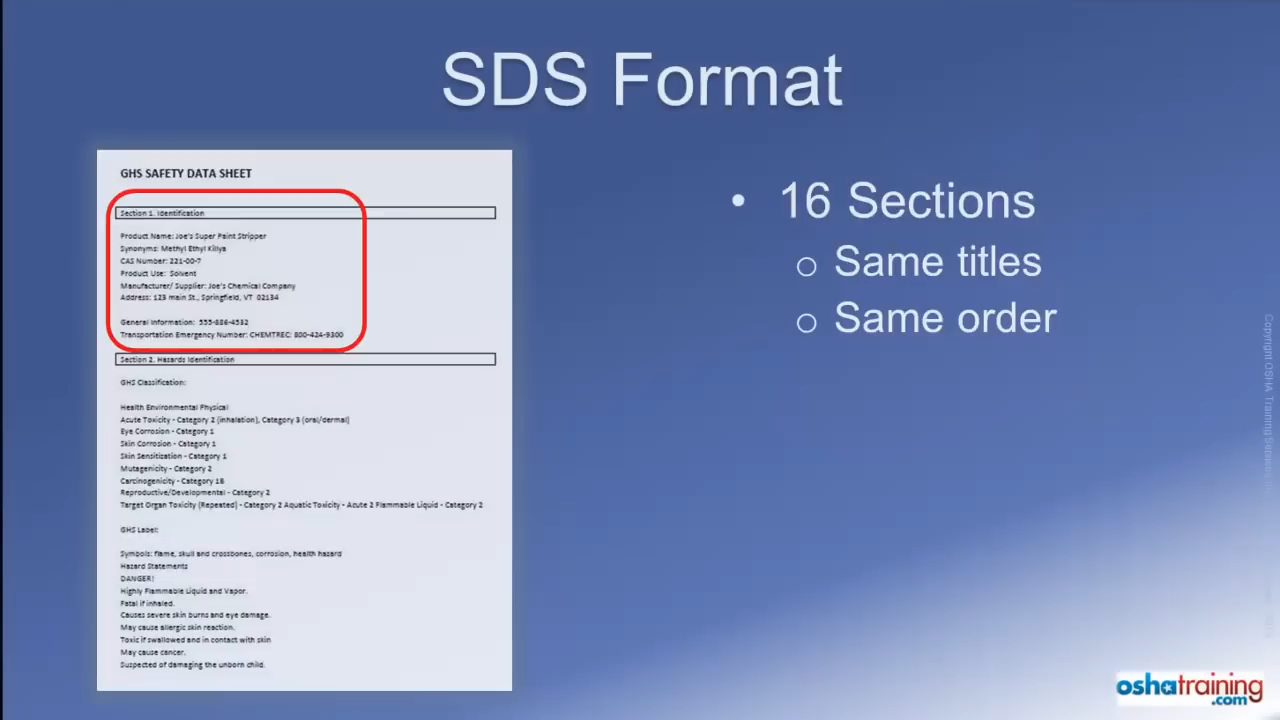 SDS Format
GHS SAFETY DATA SHEET
Section 1. Identification
Product Name: Joe's Super Paint Stripper
Synonyms: Methyl Ethyl Killya
CAS Number: 221-00-7
Product Use: Solvent
Manufacturer/ Supplier: Joe's Chemical Company
Address: 123 main St., Springfield, VT 02134
General Information: 555-886-4532
Transportation Emergency Number: CHEMTREC: 800-424-9300
Section 2. Hazards Identification
GHS Classification:
Health Environmental Physical
Acute Toxicity - Category 2 (inhalation), Category 3 (oral/dermal)
Eye Corrosion - Category 1
Skin Corrosion - Category 1
Skin Sensitization - Category 1
Mutagenicity - Category 2
Carcinogenicity - Category 1B
Reproductive/Developmental - Category 2
Target Organ Toxicity (Repeated) - Category 2 Aquatic Toxicity - Acute 2 Flammable Liquid - Category 2
GHS Label:
Symbols: flame, skull and crossbones, corrosion, health hazard
Hazard Statements
DANGER!
Highly Flammable Liquid and Vapor.
Fatal if inhaled.
Causes severe skin burns and eye damage.
May cause allergic skin reaction.
Toxic if swallowed and in contact with skin
May cause cancer.
Suspected of damaging the unborn child.
• 16 Sections
o Same titles
o Same order
Copyright OSHA Training Services
oshatraining
.com